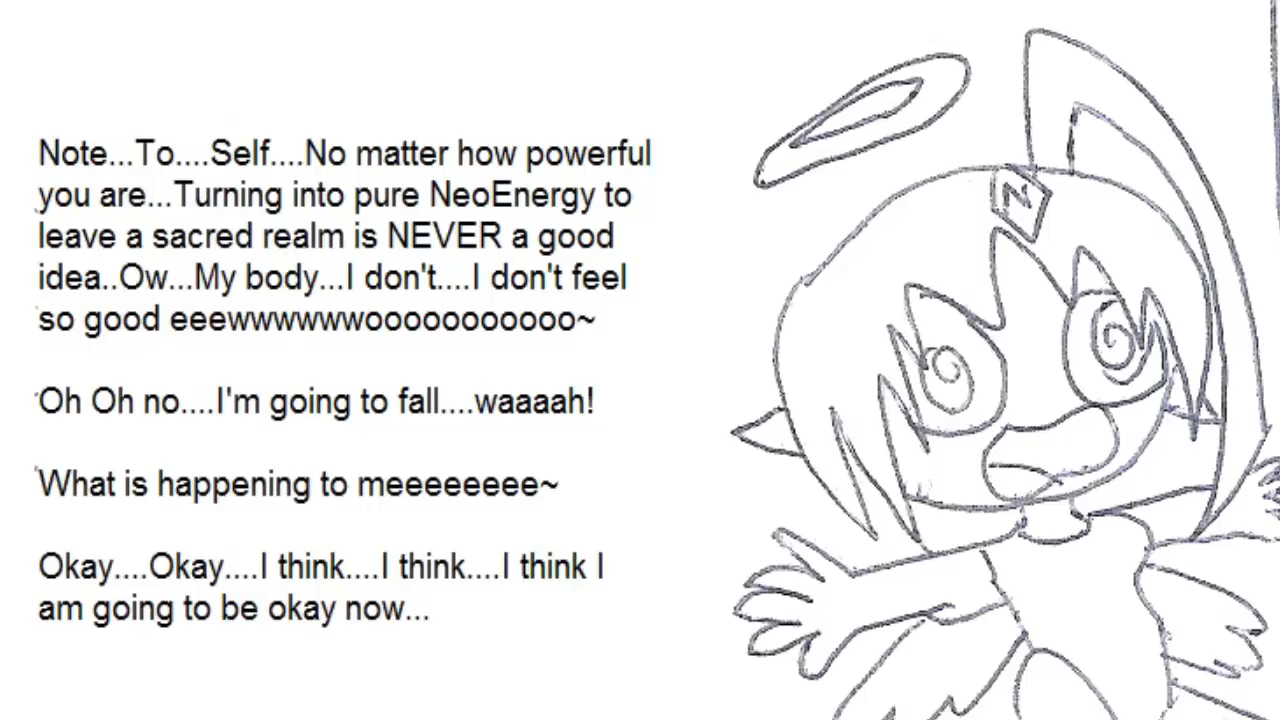 Note...To....Self....No matter how powerful
you are...Turning into pure NeoEnergy to
leave a sacred realm is NEVER a good
idea..Ow...My body...I don't....I don't feel
so good eeewwwwwwooooooooooo~
Oh Oh no....I'm going to fall....waaaah!
What is happening to meeeeeeee~
Okay....Okay....I think....I think....I think I
am going to be okay now...
N